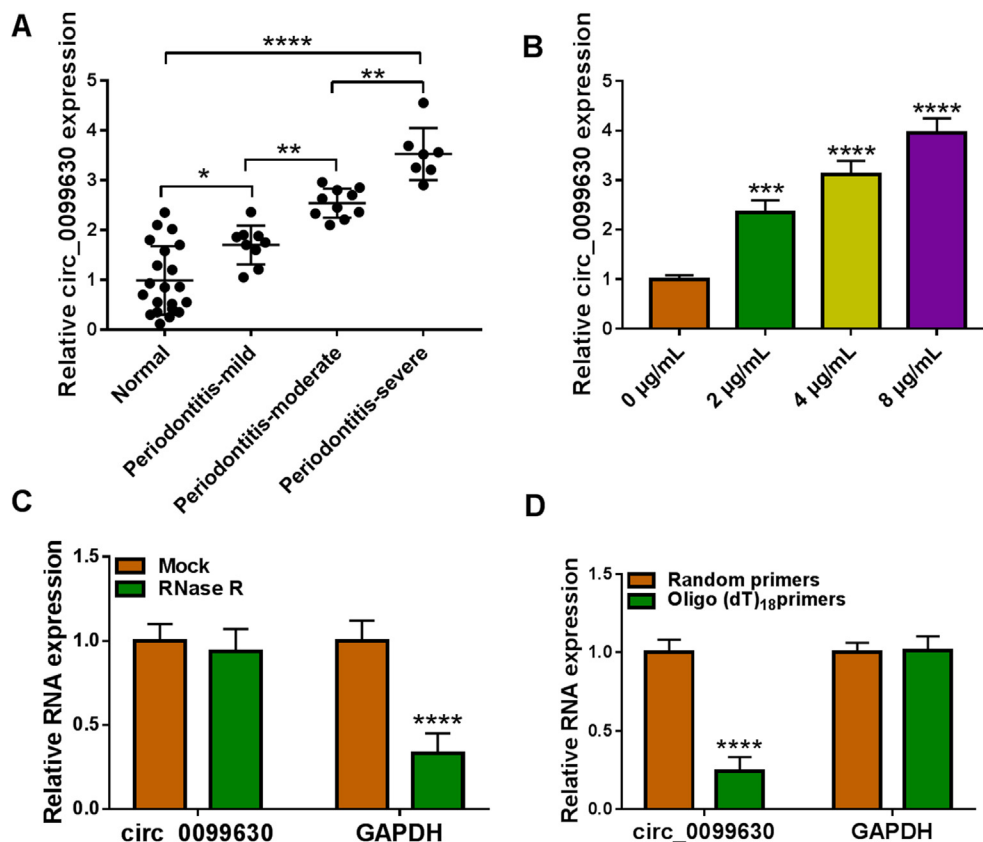 A
Relative circ_0099630 expression
****
**
**
*
5
4
3
2
1
0
Normal
Periodontitis-mild
Periodontitis-moderate
Periodontitis-severe
B
Relative circ_0099630 expression
5
4
3
2
1
0
***
****
****
0 µg/mL
2 µg/mL
4 µg/mL
8 µg/mL
C
Relative RNA expression
1.5
1.0
0.5
0.0
Mock
RNase R
****
circ_0099630
GAPDH
D
Relative RNA expression
1.5
1.0
0.5
0.0
Random primers
Oligo (dT)18primers
****
circ_0099630
GAPDH